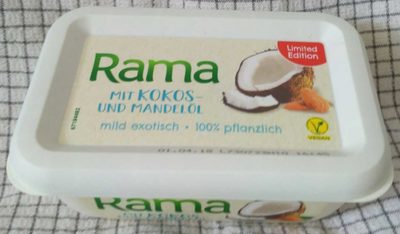 Limited
Edition
Rama
MIT KOKOS-
UND MANDELÖL
mild exotisch • 100% pflanzlich
VEGAN
Rama